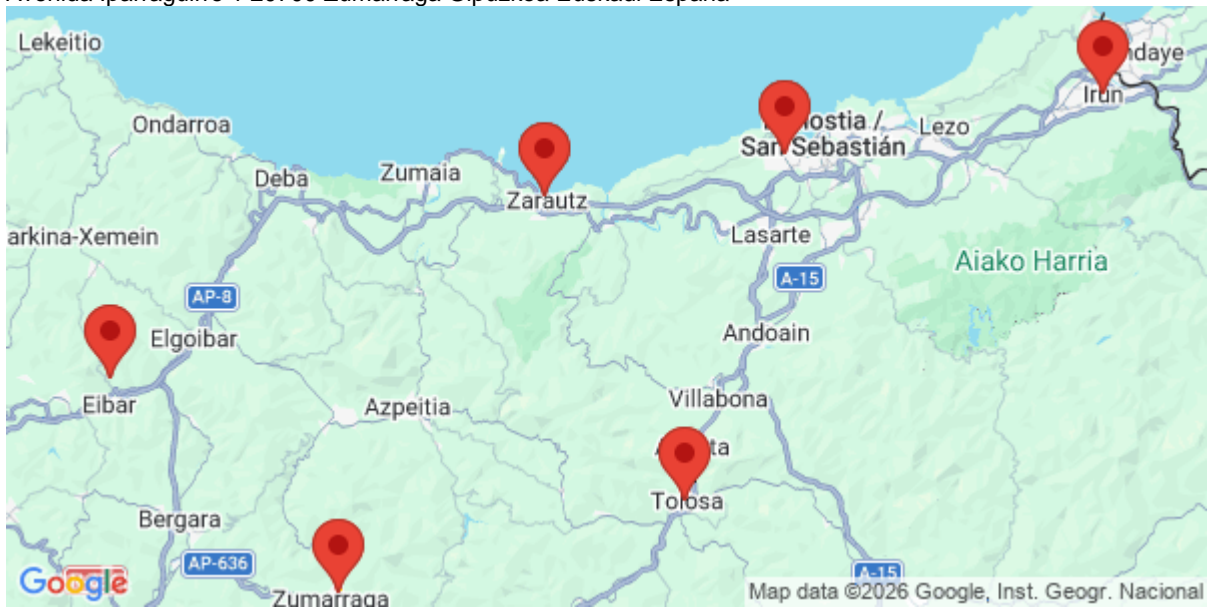 Lekeitio
ndaye
Irun
Ondarroa
Lezo
San Sebastián
Zumaia
Deba
Zarautz
arkina-Xemein
Lasarte
Aiako Harria
A-15
AP-8
Elgoibar
Andoain
Eibar
Azpeitia
Villabona
Tolosa
Bergara
AP-636
A-15
Google
Zumarraga
Map data ©2026 Google, Inst. Geogr. Nacional